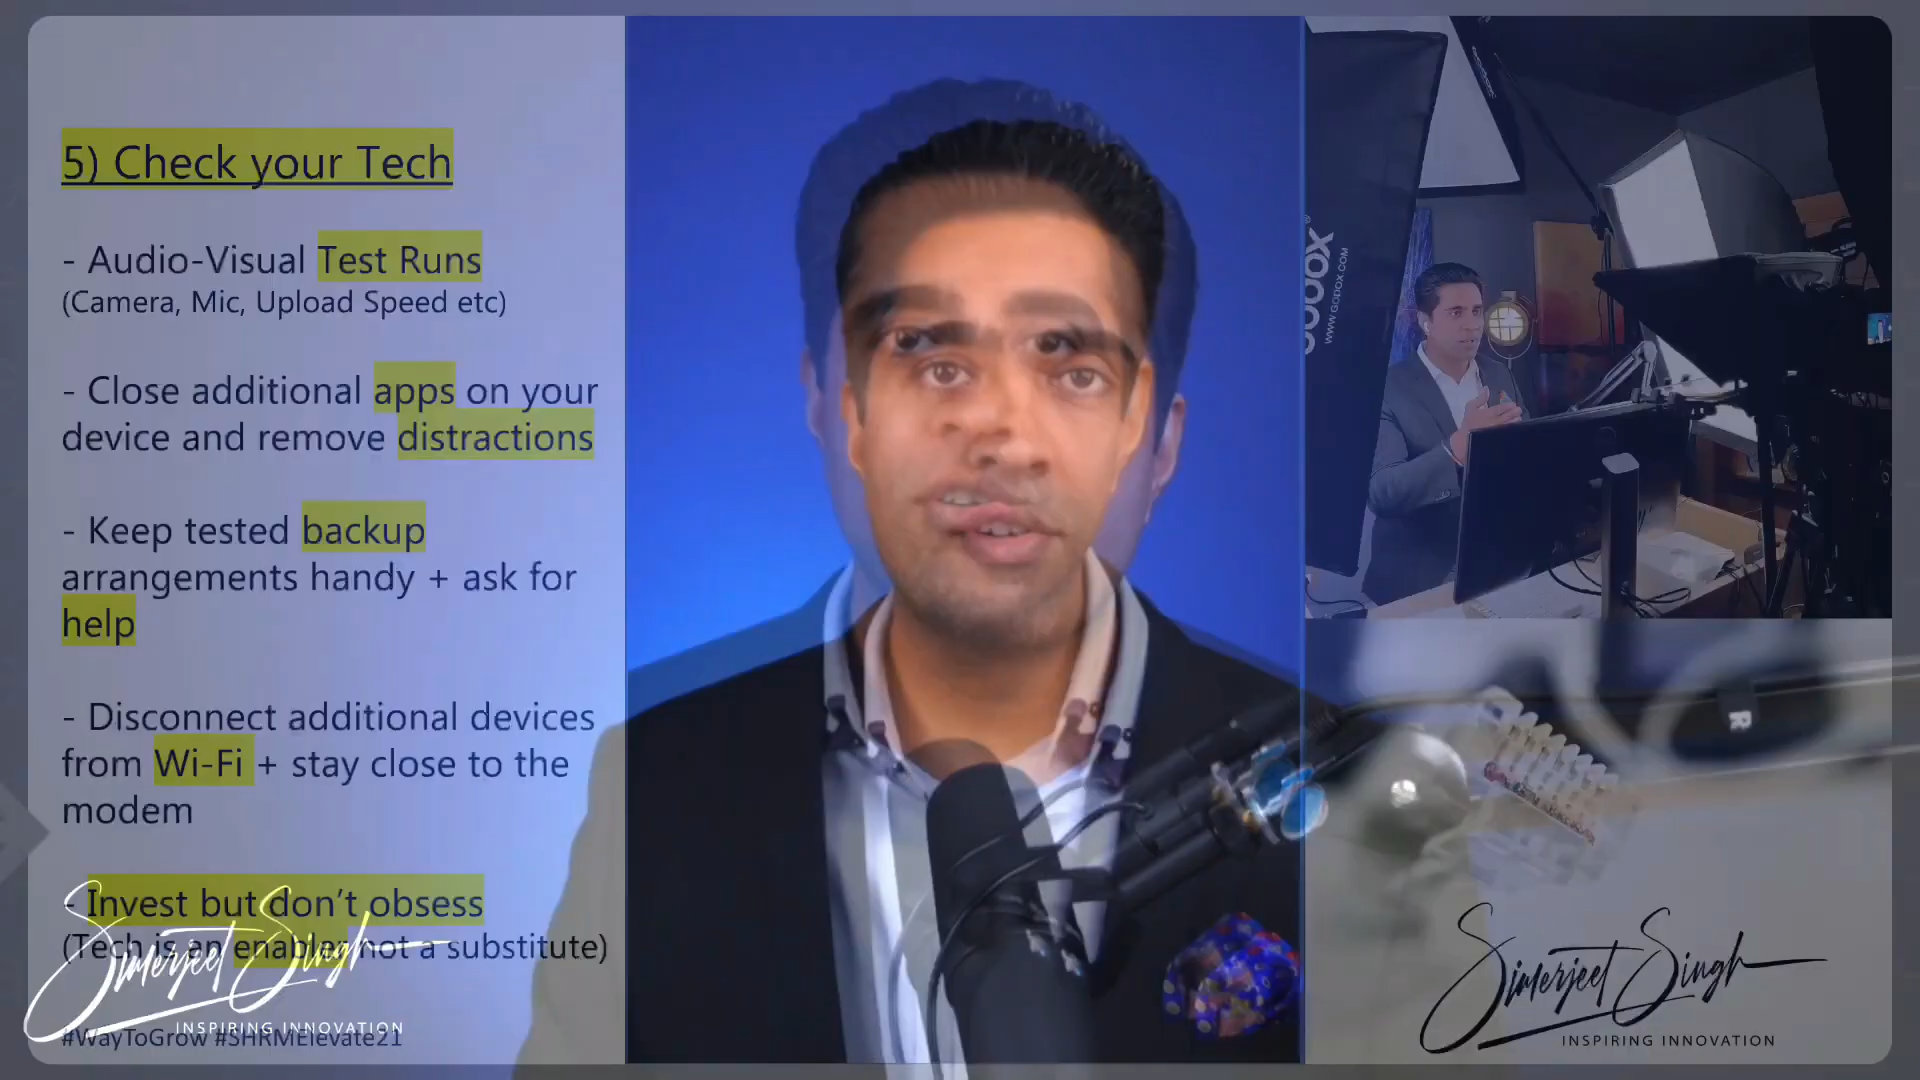 5) Check your Tech
- Audio-Visual Test Runs
(Camera, Mic, Upload Speed etc)
- Close additional apps on your
device and remove distractions
- Keep tested backup
arrangements handy + ask for
help
- Disconnect additional devices
from Wi-Fi + stay close to the
modem
- Invest but don't obsess
(Tech is an enabler not a substitute)
Simerjeet Singh
INSPIRING INNOVATION
#WayToGrow #SHRMElevate21
GODOX®
WWW.GODOX.COM
R
Simerjeet Singh
INSPIRING INNOVATION